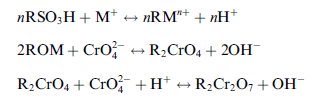 nRSO₃H + M⁺ ↔ nRMⁿ⁺ + nH⁺
2ROM + CrO₄²⁻ ↔ R₂CrO₄ + 2OH⁻
R₂CrO₄ + CrO₄²⁻ + H⁺ ↔ R₂Cr₂O₇ + OH⁻